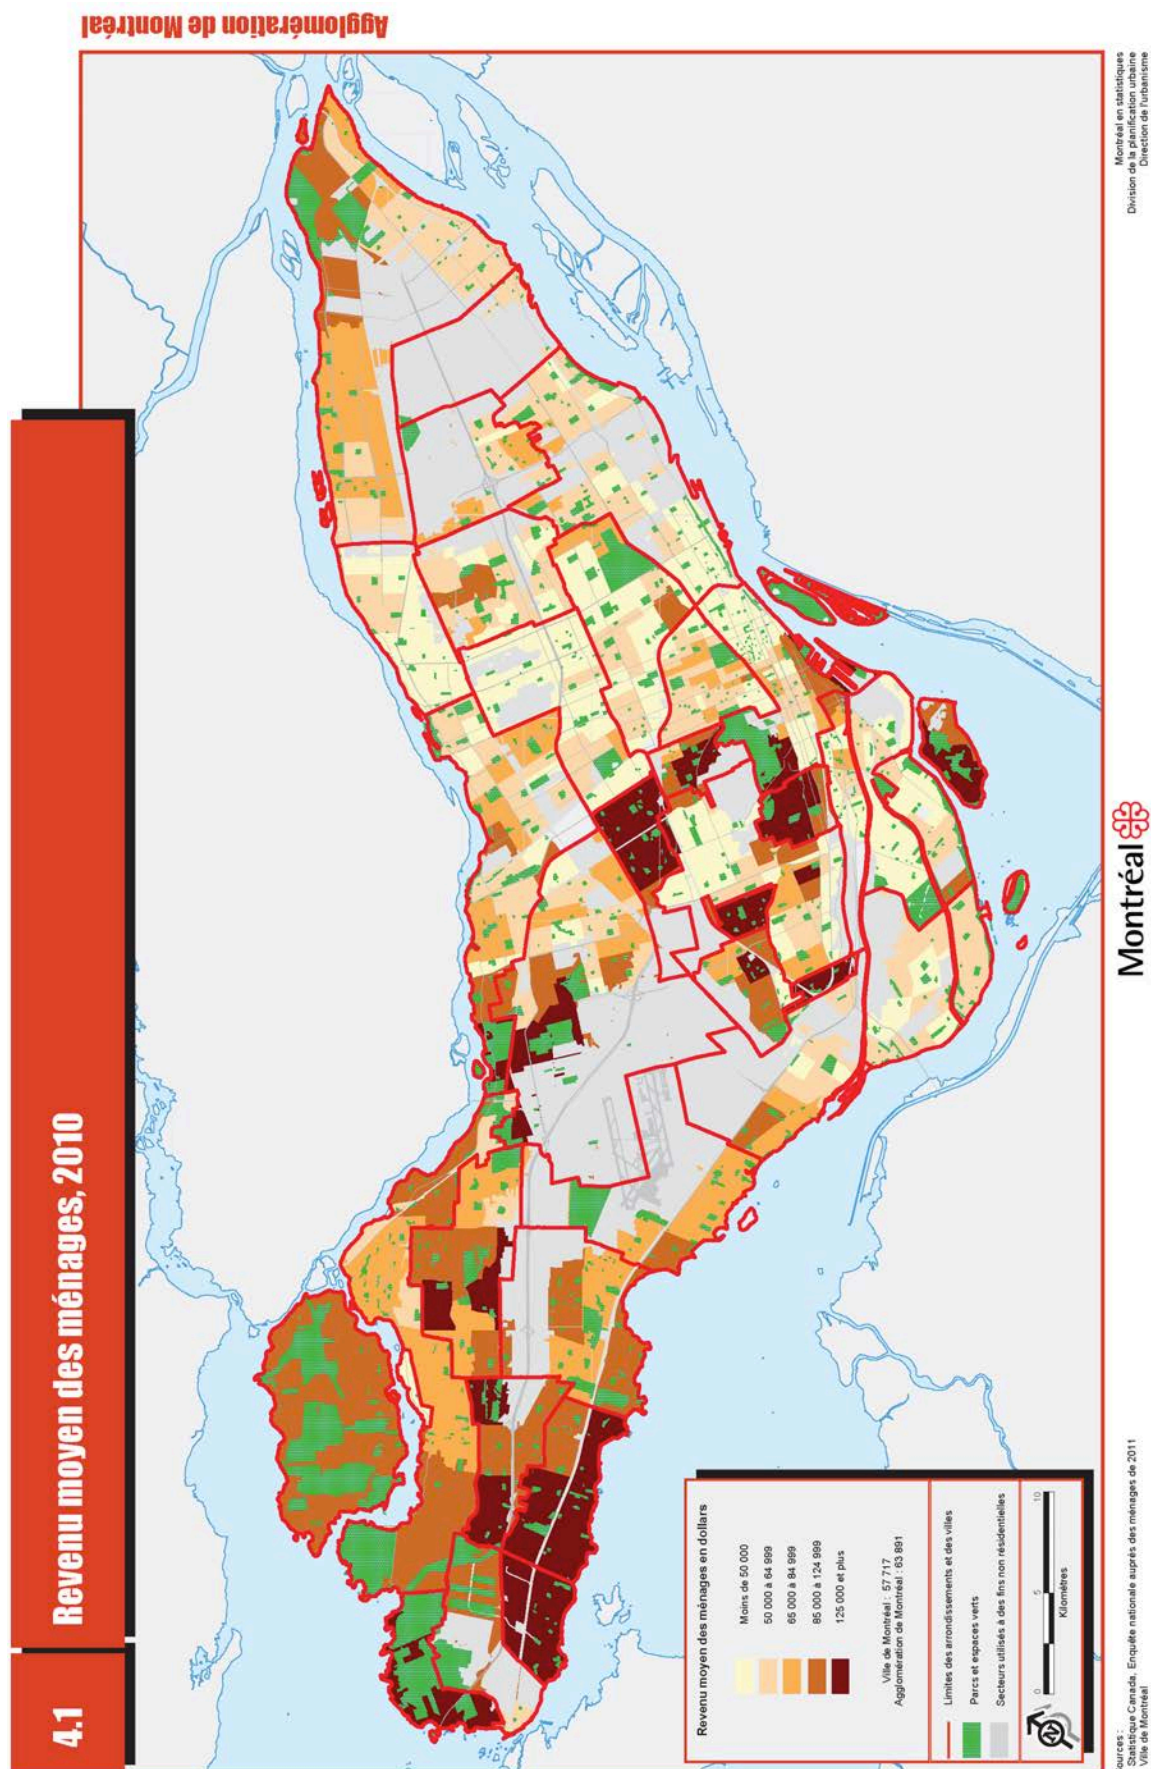 4.1
Revenu moyen des ménages, 2010
Agglomération de Montréal
Revenu moyen des ménages en dollars
Moins de 50 000
50 000 à 64 999
65 000 à 84 999
85 000 à 124 999
125 000 et plus
Ville de Montréal : 57 717
Agglomération de Montréal : 63 891
Limites des arrondissements et des villes
Parcs et espaces verts
Secteurs utilisés à des fins non résidentielles
N
0 5 10
Kilomètres
ources :
Statistique Canada, Enquête nationale auprès des ménages de 2011
Ville de Montréal
Montréal
Montréal en statistiques
Division de la planification urbaine
Direction de l'urbanisme